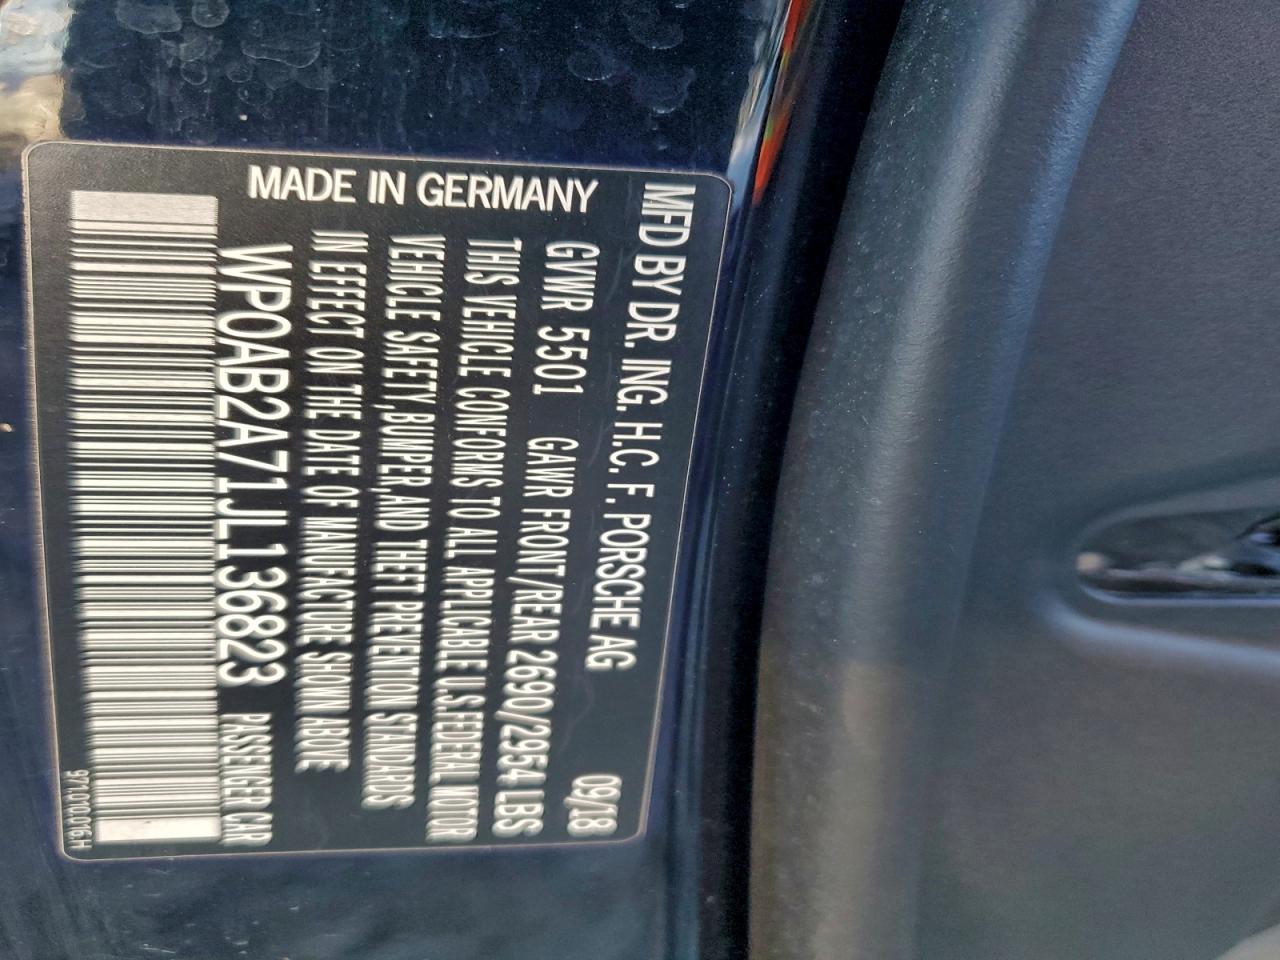 MFD BY DR. ING. H.C. F. PORSCHE AG 09/18
GVWR 5501 GAWR FRONT/REAR 2690/2954 LBS
THIS VEHICLE CONFORMS TO ALL APPLICABLE U.S.FEDERAL MOTOR
VEHICLE SAFETY,BUMPER,AND THEFT PREVENTION STANDARDS
IN EFFECT ON THE DATE OF MANUFACTURE SHOWN ABOVE
WP0AB2A71JL136823 PASSENGER CAR
MADE IN GERMANY